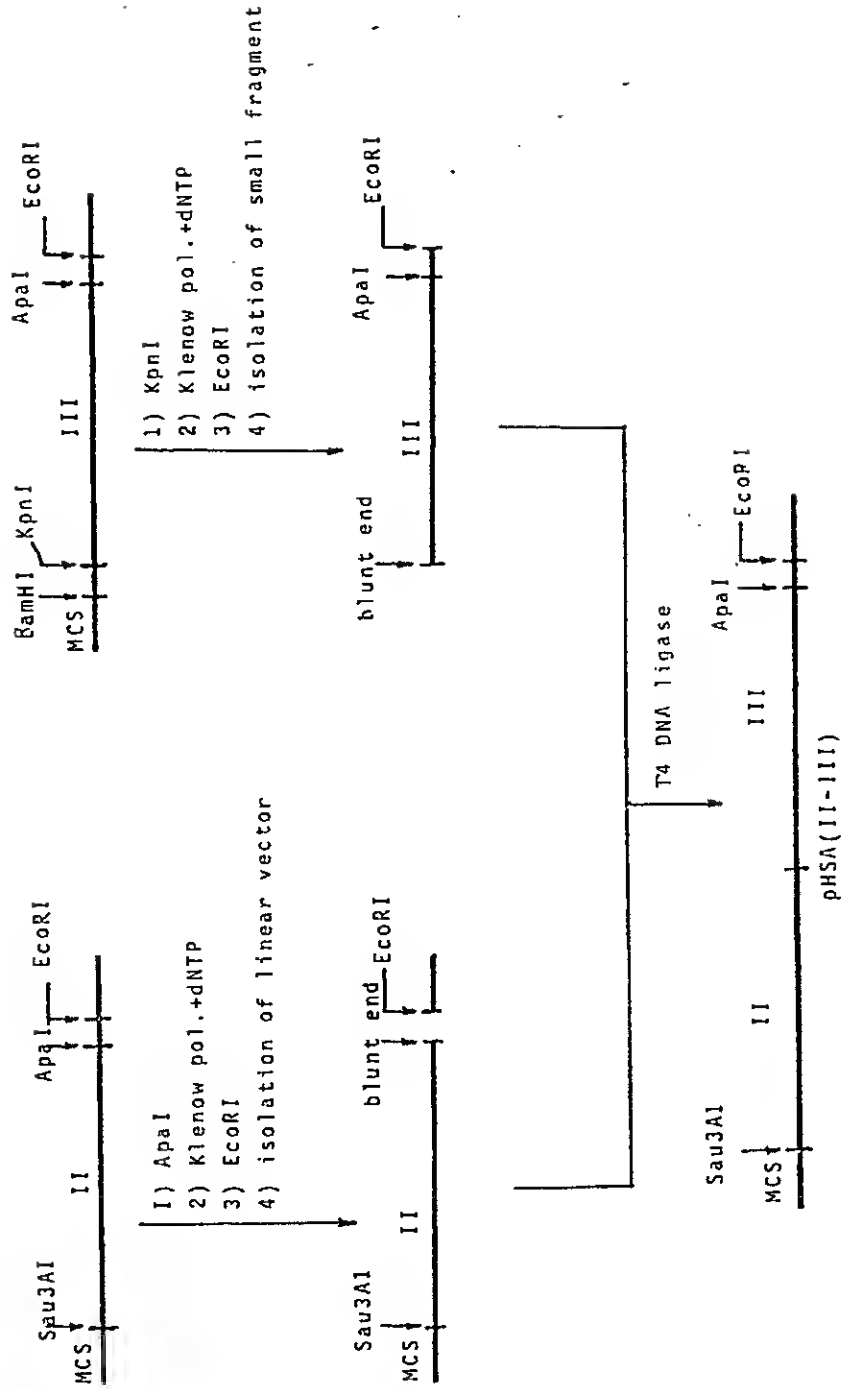 Sau3AI
ApaI
EcoRI
MCS
II
I) ApaI
2) Klenow pol.+dNTP
3) EcoRI
4) isolation of linear vector
Sau3AI
blunt end
EcoRI
MCS
II
BamHI
KpnI
ApaI
EcoRI
MCS
III
1) KpnI
2) Klenow pol.+dNTP
3) EcoRI
4) isolation of small fragment
blunt end
ApaI
EcoRI
III
T4 DNA ligase
Sau3AI
ApaI
EcoRI
MCS
II
III
pHSA(II-III)